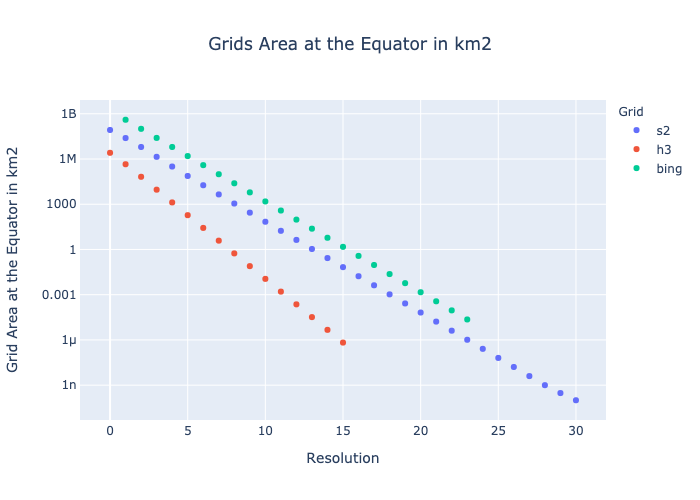 Grids Area at the Equator in km2
Grid Area at the Equator in km2
1B
1M
1000
1
0.001
1μ
1n
0
5
10
15
20
25
30
Resolution
Grid
s2
h3
bing